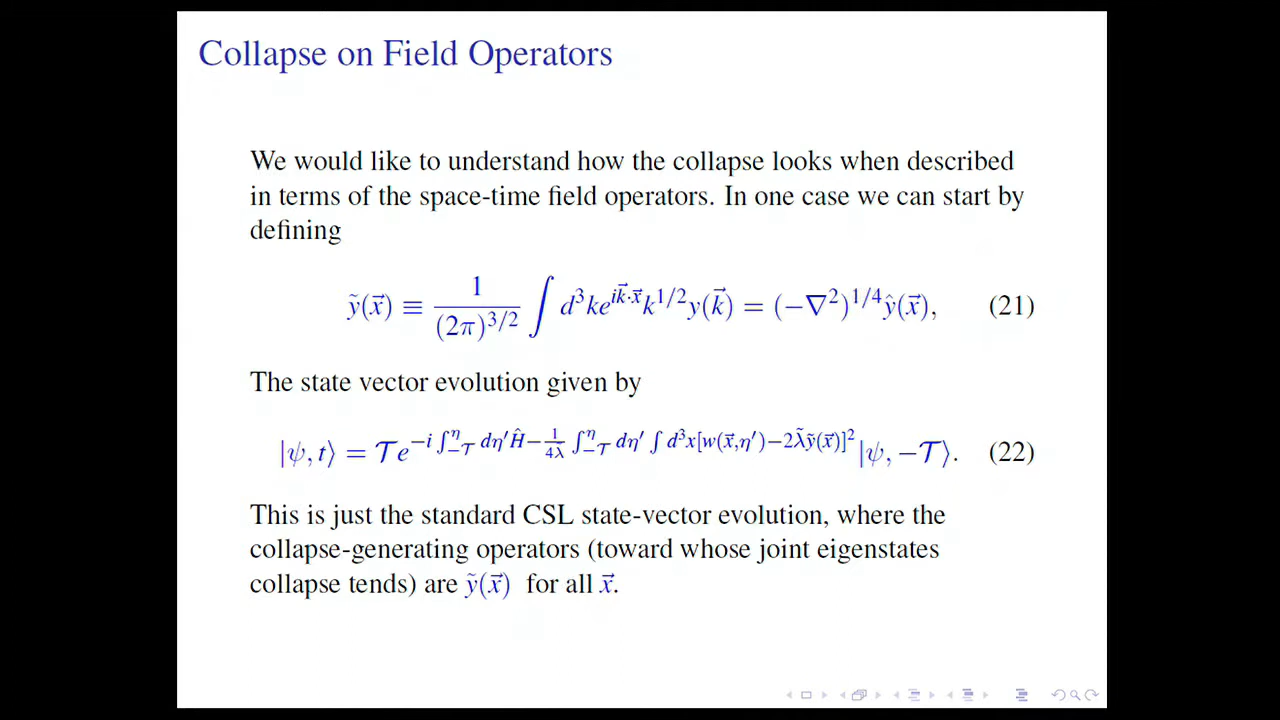 Collapse on Field Operators
We would like to understand how the collapse looks when described
in terms of the space-time field operators. In one case we can start by
defining
ỹ(x⃗) ≡ 1/(2π)^{3/2} ∫ d³k e^{ik⃗·x⃗} k^{1/2} y(k⃗) = (−∇²)^{1/4} ŷ(x⃗), (21)
The state vector evolution given by
|ψ, t⟩ = 𝒯e^{−i ∫_{−𝒯}^{η} dη′Ĥ − \frac{1}{4λ̃} ∫_{−𝒯}^{η} dη′ ∫ d³x[w(x⃗,η′)−2λ̃ỹ(x⃗)]²} |ψ, −𝒯⟩. (22)
This is just the standard CSL state-vector evolution, where the
collapse-generating operators (toward whose joint eigenstates
collapse tends) are ỹ(x⃗) for all x⃗.